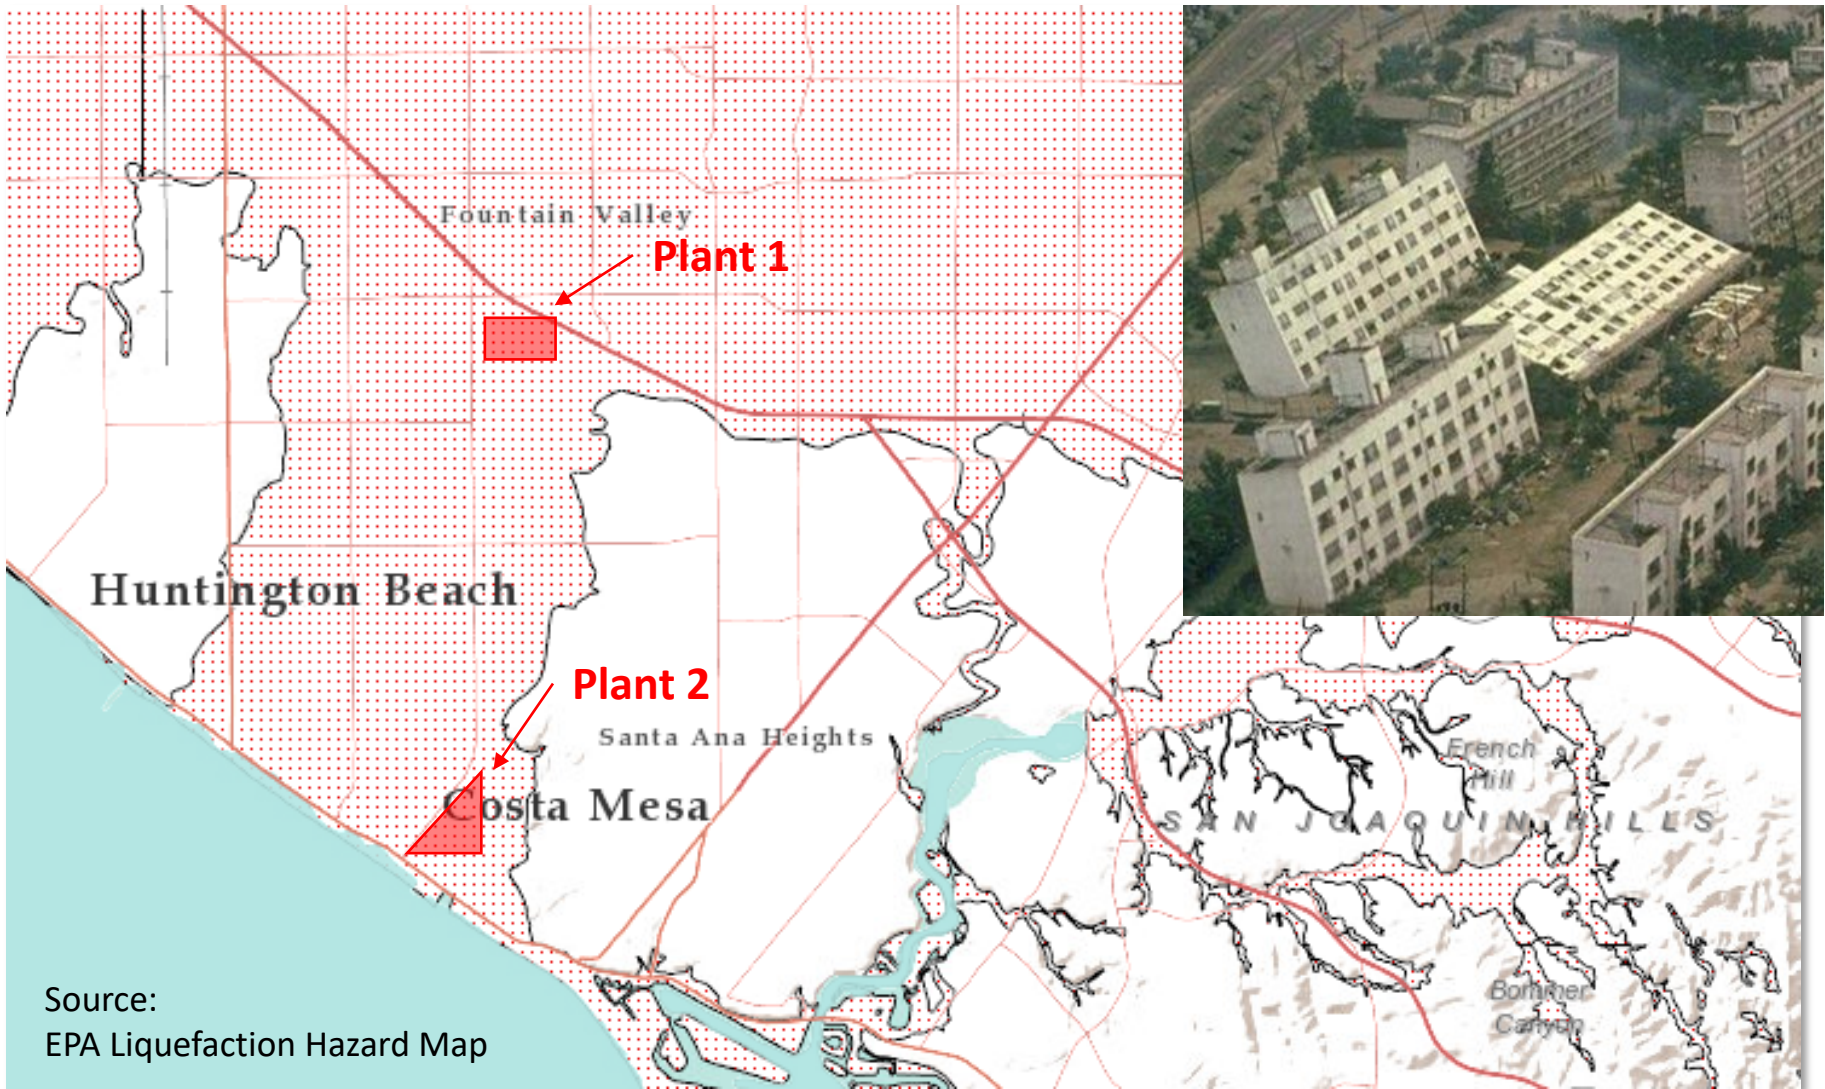 Fountain Valley
Plant 1
Huntington Beach
Plant 2
Santa Ana Heights
Costa Mesa
French
Hill
SAN JOAQUIN HILLS
Bommer
Canyon
Source:
EPA Liquefaction Hazard Map